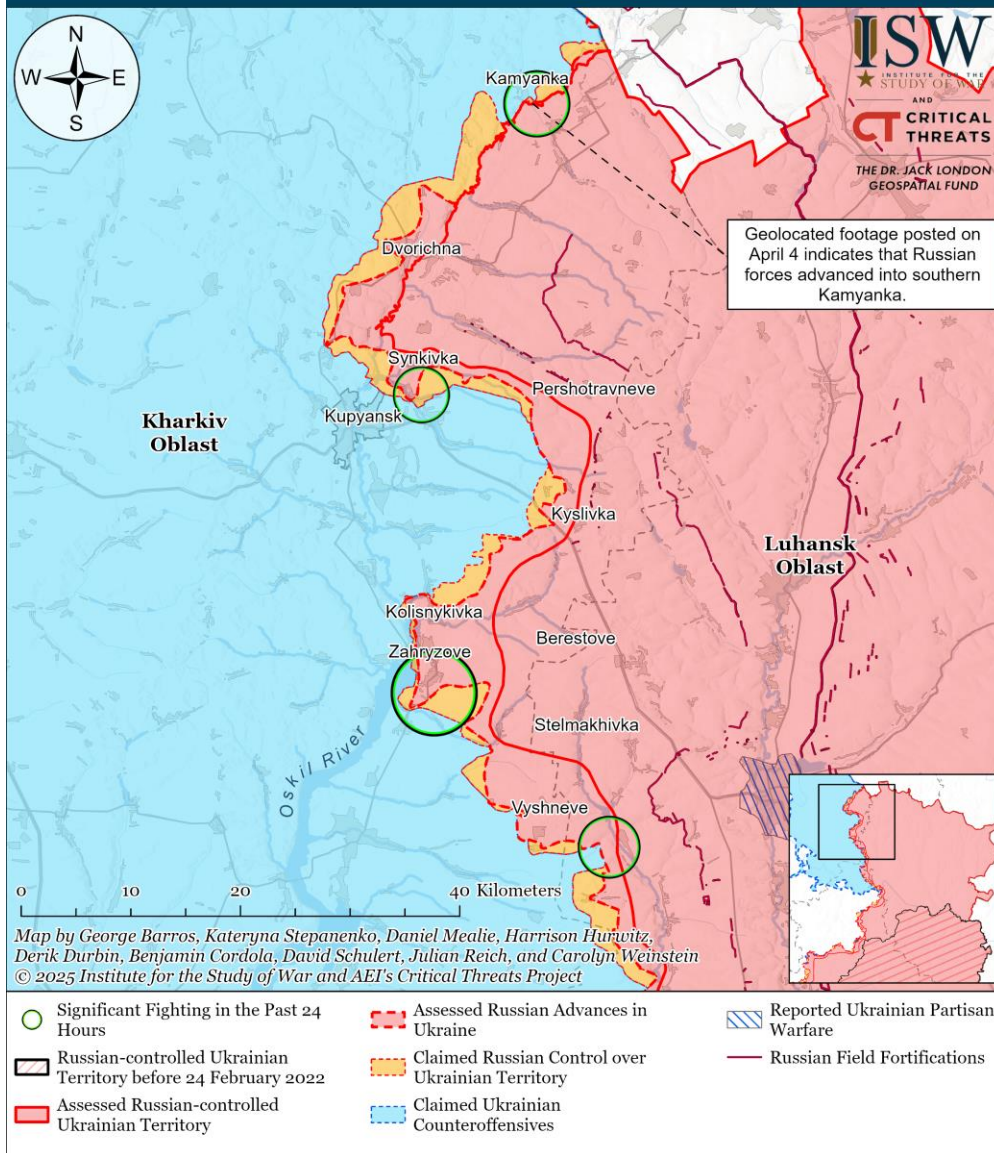 N
W E
S
ISW
INSTITUTE FOR THE
STUDY OF WAR
AND
CT CRITICAL
THREATS
THE DR. JACK LONDON
GEOSPATIAL FUND
Kamyanka
Geolocated footage posted on
April 4 indicates that Russian
forces advanced into southern
Kamyanka.
Dvorichna
Synkivka
Pershotravneve
Kupyansk
Kharkiv
Oblast
Kyslivka
Luhansk
Oblast
Kolisnykivka
Berestove
Zahryzove
Stelmakhivka
Oskil River
Vyshneve
0 10 20 40 Kilometers
Map by George Barros, Kateryna Stepanenko, Daniel Mealie, Harrison Hurwitz,
Derik Durbin, Benjamin Cordola, David Schulert, Julian Reich, and Carolyn Weinstein
© 2025 Institute for the Study of War and AEI's Critical Threats Project
Significant Fighting in the Past 24
Hours
Russian-controlled Ukrainian
Territory before 24 February 2022
Assessed Russian-controlled
Ukrainian Territory
Assessed Russian Advances in
Ukraine
Claimed Russian Control over
Ukrainian Territory
Claimed Ukrainian
Counteroffensives
Reported Ukrainian Partisan
Warfare
Russian Field Fortifications